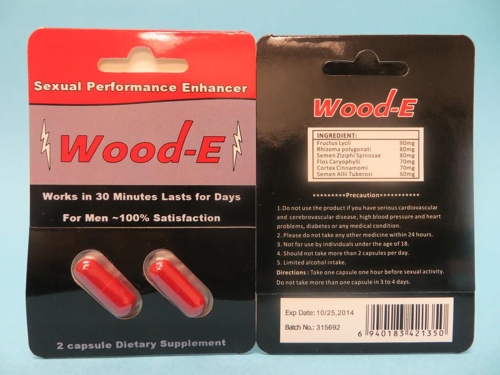 Sexual Performance Enhancer
Wood-E
Works in 30 Minutes Lasts for Days
For Men ~100% Satisfaction
2 capsule Dietary Supplement
Wood-E
INGREDIENT:
Fructus Lycii 90mg
Rhizoma polygonati 80mg
Semen Ziziphi Spinosae 80mg
Flos Caryophylli 70mg
Cortex Cinnamomi 70mg
Semen Allii Tuberosi 60mg
**********Precaution**********
1.Do not use the product if you have serious cardiovascular
and cerebrovascular disease, high blood pressure and heart
problems, diabetes or any medical condition.
2. Please do not take any other medicine within 24 hours.
3. Not for use by individuals under the age of 18.
4. Should not take more than 2 capsules per day.
5. Limited alcohol intake.
Directions : Take one capsule one hour before sexual activity.
Do not take more than one capsule in 3 to 4 days.
Exp Date: 10/25,2014
Batch No.: 315692
6 940183 421350